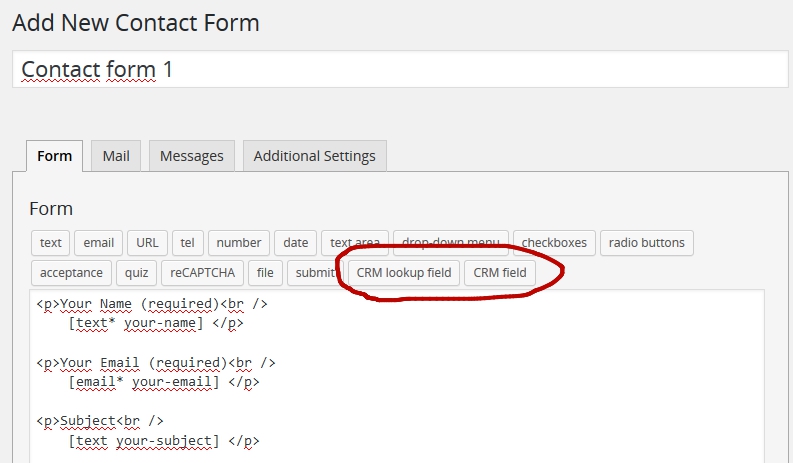 Add New Contact Form
Contact form 1
Form Mail Messages Additional Settings
Form
text email URL tel number date text area drop-down menu checkboxes radio buttons
acceptance quiz reCAPTCHA file submit CRM lookup field CRM field
<p>Your Name (required)<br />
[text* your-name] </p>
<p>Your Email (required)<br />
[email* your-email] </p>
<p>Subject<br />
[text your-subject] </p>